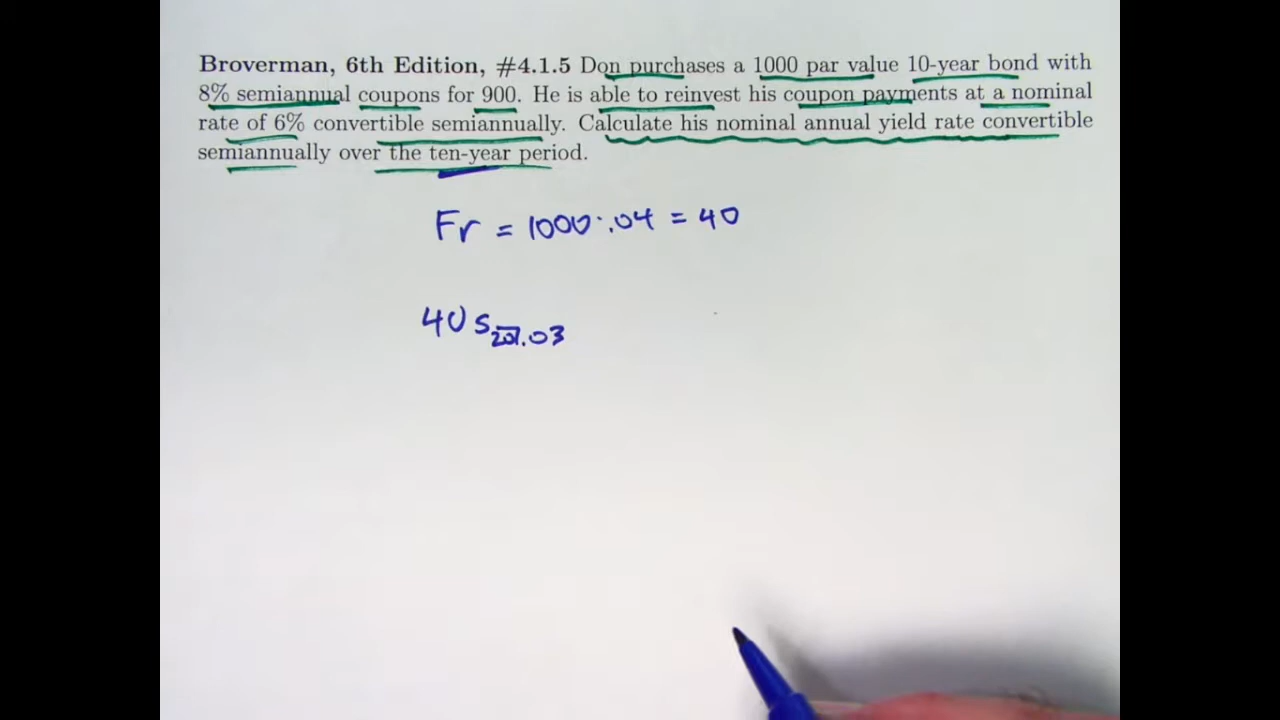 Broverman, 6th Edition, #4.1.5 Don purchases a 1000 par value 10-year bond with
8% semiannual coupons for 900. He is able to reinvest his coupon payments at a nominal
rate of 6% convertible semiannually. Calculate his nominal annual yield rate convertible
semiannually over the ten-year period.
Fr = 1000·.04 = 40
40 s 20⌉.03